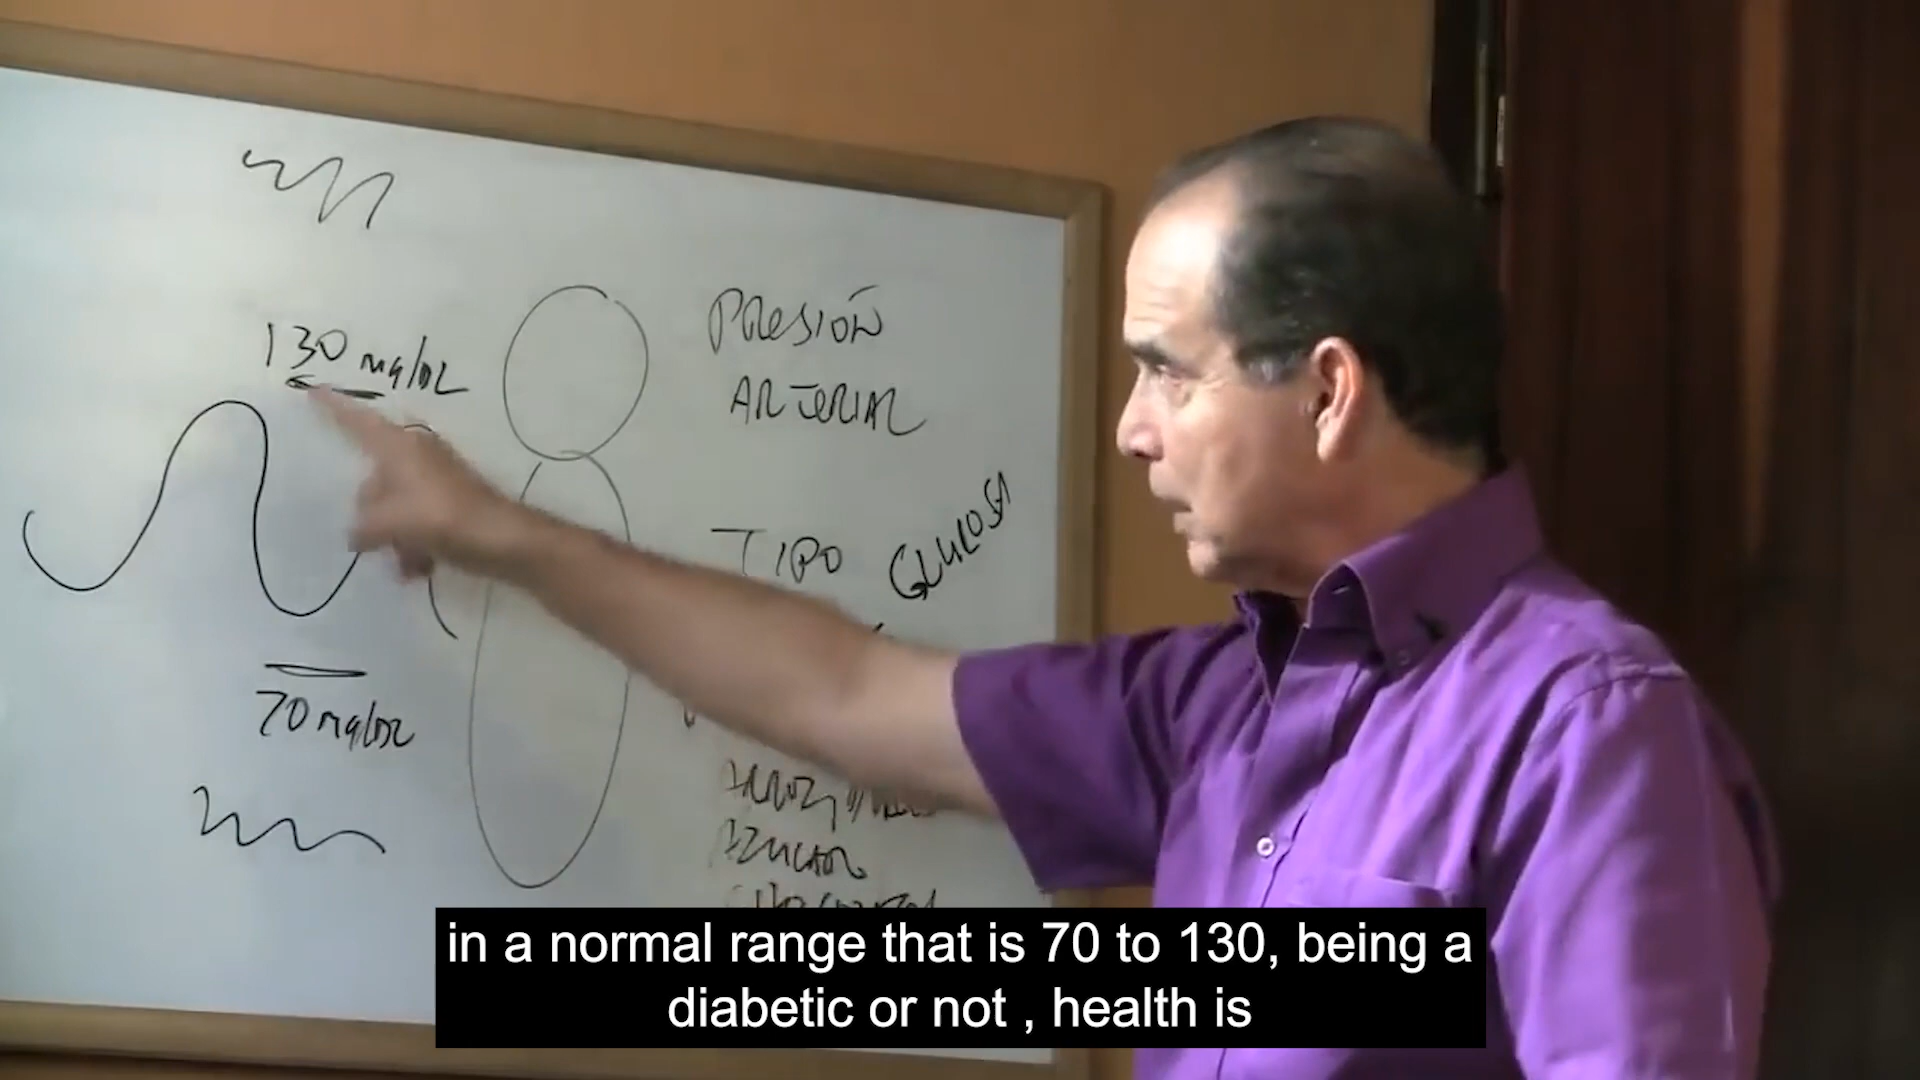 130 mg/DL
PRESIÓN
ARTERIAL
TIPO
GLUCOSA
70 mg/DL
AZUCAR
in a normal range that is 70 to 130, being a
diabetic or not , health is